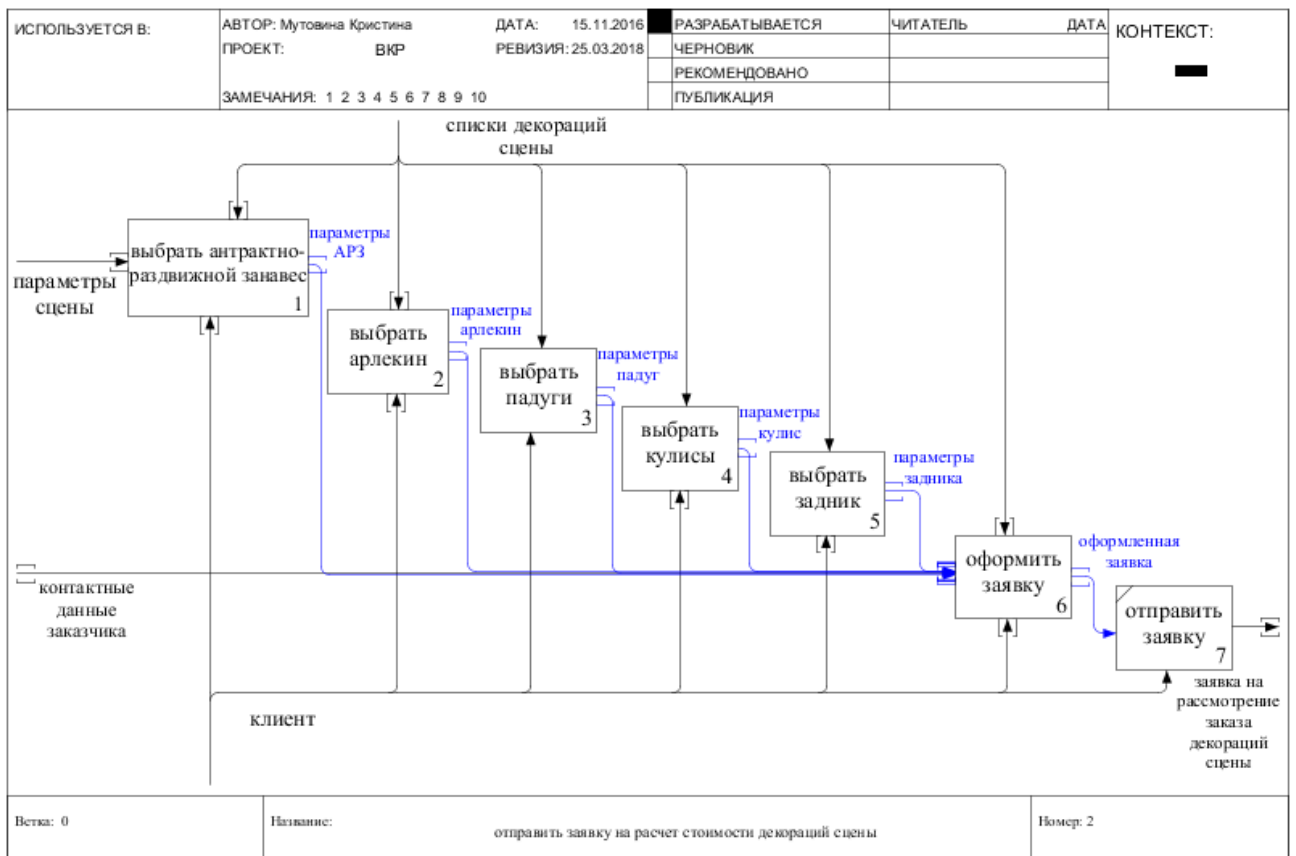 ИСПОЛЬЗУЕТСЯ В:
АВТОР: Мутовина Кристина
ДАТА: 15.11.2016
ПРОЕКТ: ВКР
РЕВИЗИЯ: 25.03.2018
ЗАМЕЧАНИЯ: 1 2 3 4 5 6 7 8 9 10
РАЗРАБАТЫВАЕТСЯ
ЧЕРНОВИК
РЕКОМЕНДОВАНО
ПУБЛИКАЦИЯ
ЧИТАТЕЛЬ
ДАТА
КОНТЕКСТ:
списки декораций
сцены
параметры
сцены
выбрать антрактно-
раздвижной занавес
1
параметры
АРЗ
выбрать
арлекин
2
параметры
арлекин
выбрать
падуги
3
параметры
падуг
выбрать
кулисы
4
параметры
кулис
выбрать
задник
5
параметры
задника
контактные
данные
заказчика
оформить
заявку
6
оформленная
заявка
отправить
заявку
7
заявка на
рассмотрение
заказа
декораций
сцены
клиент
Ветка: 0
Название:
отправить заявку на расчет стоимости декораций сцены
Номер: 2